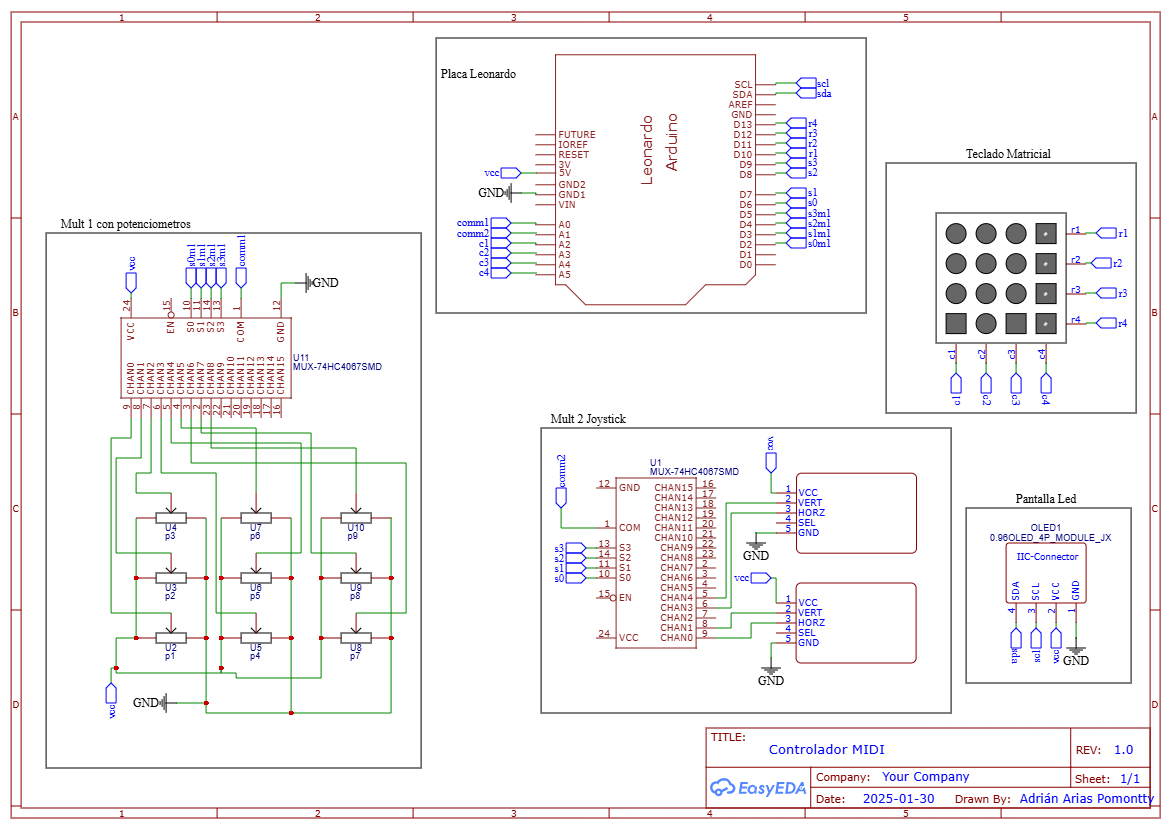 1 2 3 4 5
A A
B B
C C
D D
Placa Leonardo
Leonardo
Arduino
FUTURE
IOREF
RESET
3V
vcc 5V
GND2
GND GND1
VIN
comm1 A0
comm2 A1
c1 A2
c2 A3
c3 A4
c4 A5
SCL scl
SDA sda
AREF
GND
D13 r4
D12 r3
D11 r2
D10 r1
D9 s3
D8 s2
D7 s1
D6 s0
D5 s3m1
D4 s2m1
D3 s1m1
D2 s0m1
D1
D0
Teclado Matricial
r1 r1
r2 r2
r3 r3
r4 r4
c1 c2 c3 c4
c1 c2 c3 c4
Mult 1 con potenciometros
vcc s0m1 s1m1 s2m1 s3m1 comm1 GND
24 15 10 11 14 13 1 12
VCC EN S0 S1 S2 S3 COM GND
U11
MUX-74HC4067SMD
CHAN0 CHAN1 CHAN2 CHAN3 CHAN4 CHAN5 CHAN6 CHAN7 CHAN8 CHAN9 CHAN10 CHAN11 CHAN12 CHAN13 CHAN14 CHAN15
9 8 7 6 5 4 3 2 23 22 21 20 19 18 17 16
U4 U7 U10
p3 p6 p9
U3 U6 U9
p2 p5 p8
U2 U5 U8
p1 p4 p7
vcc
GND
Mult 2 Joystick
comm2
U1
MUX-74HC4067SMD
12 GND
1 COM
s3 13 S3
s2 14 S2
s1 11 S1
s0 10 S0
15 EN
24 VCC
CHAN15 16
CHAN14 17
CHAN13 18
CHAN12 19
CHAN11 20
CHAN10 21
CHAN9 22
CHAN8 23
CHAN7 2
CHAN6 3
CHAN5 4
CHAN4 5
CHAN3 6
CHAN2 7
CHAN1 8
CHAN0 9
vcc
1 VCC
2 VERT
3 HORZ
4 SEL
5 GND
GND
vcc
1 VCC
2 VERT
3 HORZ
4 SEL
5 GND
GND
Pantalla Led
OLED1
0.96OLED_4P_MODULE_JX
IIC-Connector
SDA SCL VCC GND
4 3 2 1
sda scl vcc GND
TITLE:
Controlador MIDI
REV: 1.0
EasyEDA
Company: Your Company
Sheet: 1/1
Date: 2025-01-30 Drawn By: Adrián Arias Pomontty
1 2 3 4 5